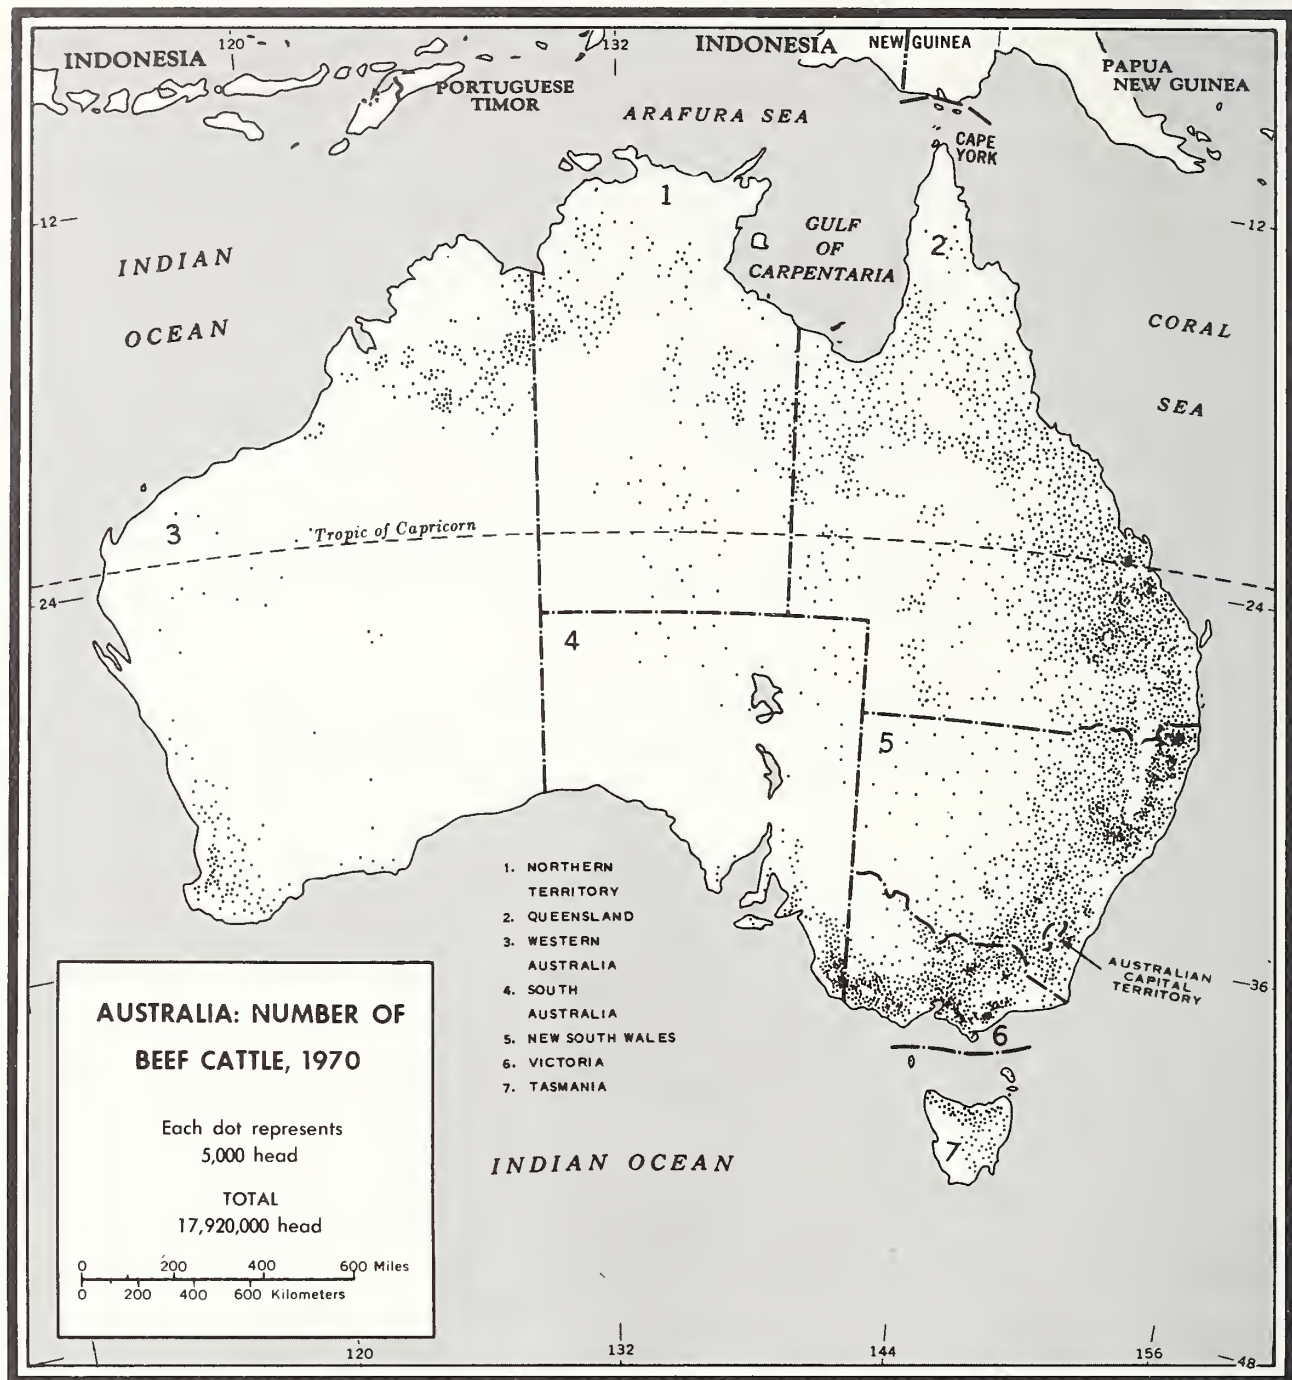 120
132
INDONESIA
INDONESIA
NEW GUINEA
PAPUA
NEW GUINEA
PORTUGUESE
TIMOR
ARAFURA SEA
CAPE
YORK
12
12
1
2
GULF
OF
CARPENTARIA
INDIAN
OCEAN
CORAL
SEA
3
Tropic of Capricorn
24
24
4
5
1. NORTHERN
TERRITORY
2. QUEENSLAND
3. WESTERN
AUSTRALIA
4. SOUTH
AUSTRALIA
5. NEW SOUTH WALES
6. VICTORIA
7. TASMANIA
AUSTRALIAN
CAPITAL
TERRITORY
36
6
7
INDIAN OCEAN
AUSTRALIA: NUMBER OF
BEEF CATTLE, 1970
Each dot represents
5,000 head
TOTAL
17,920,000 head
0 200 400 600 Miles
0 200 400 600 Kilometers
120
132
144
156
48